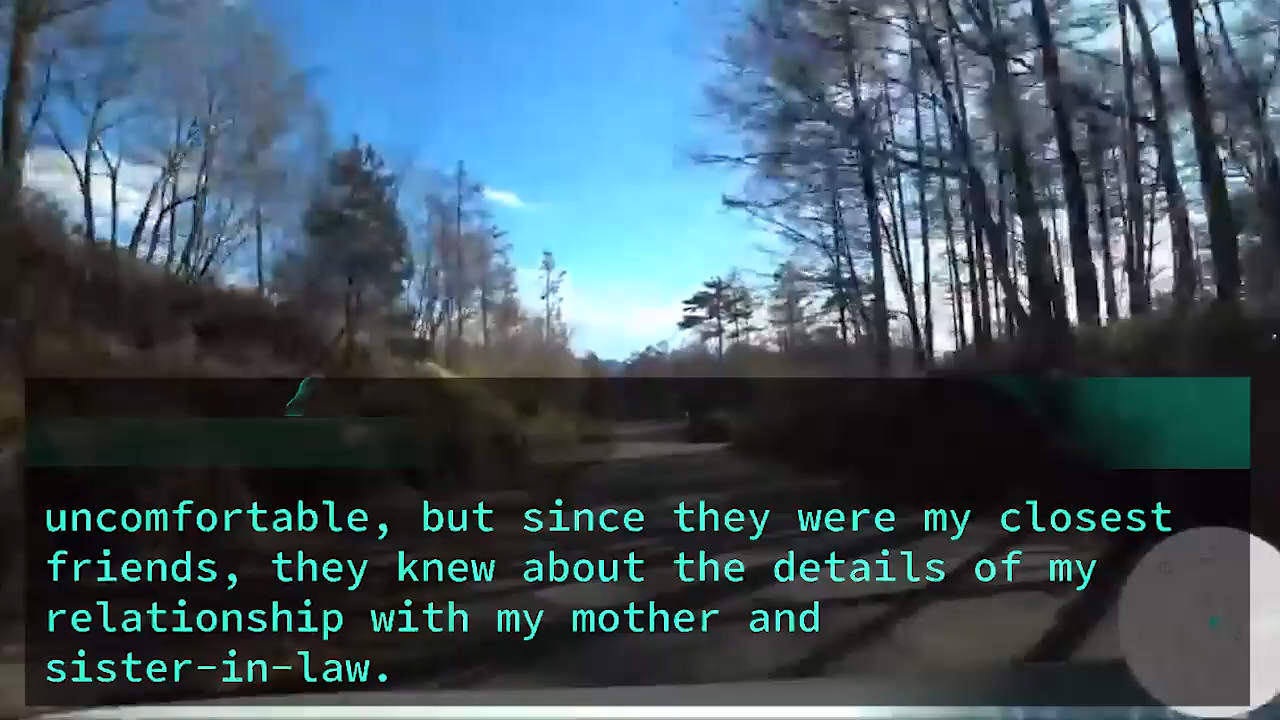 uncomfortable, but since they were my closest
friends, they knew about the details of my
relationship with my mother and
sister-in-law.